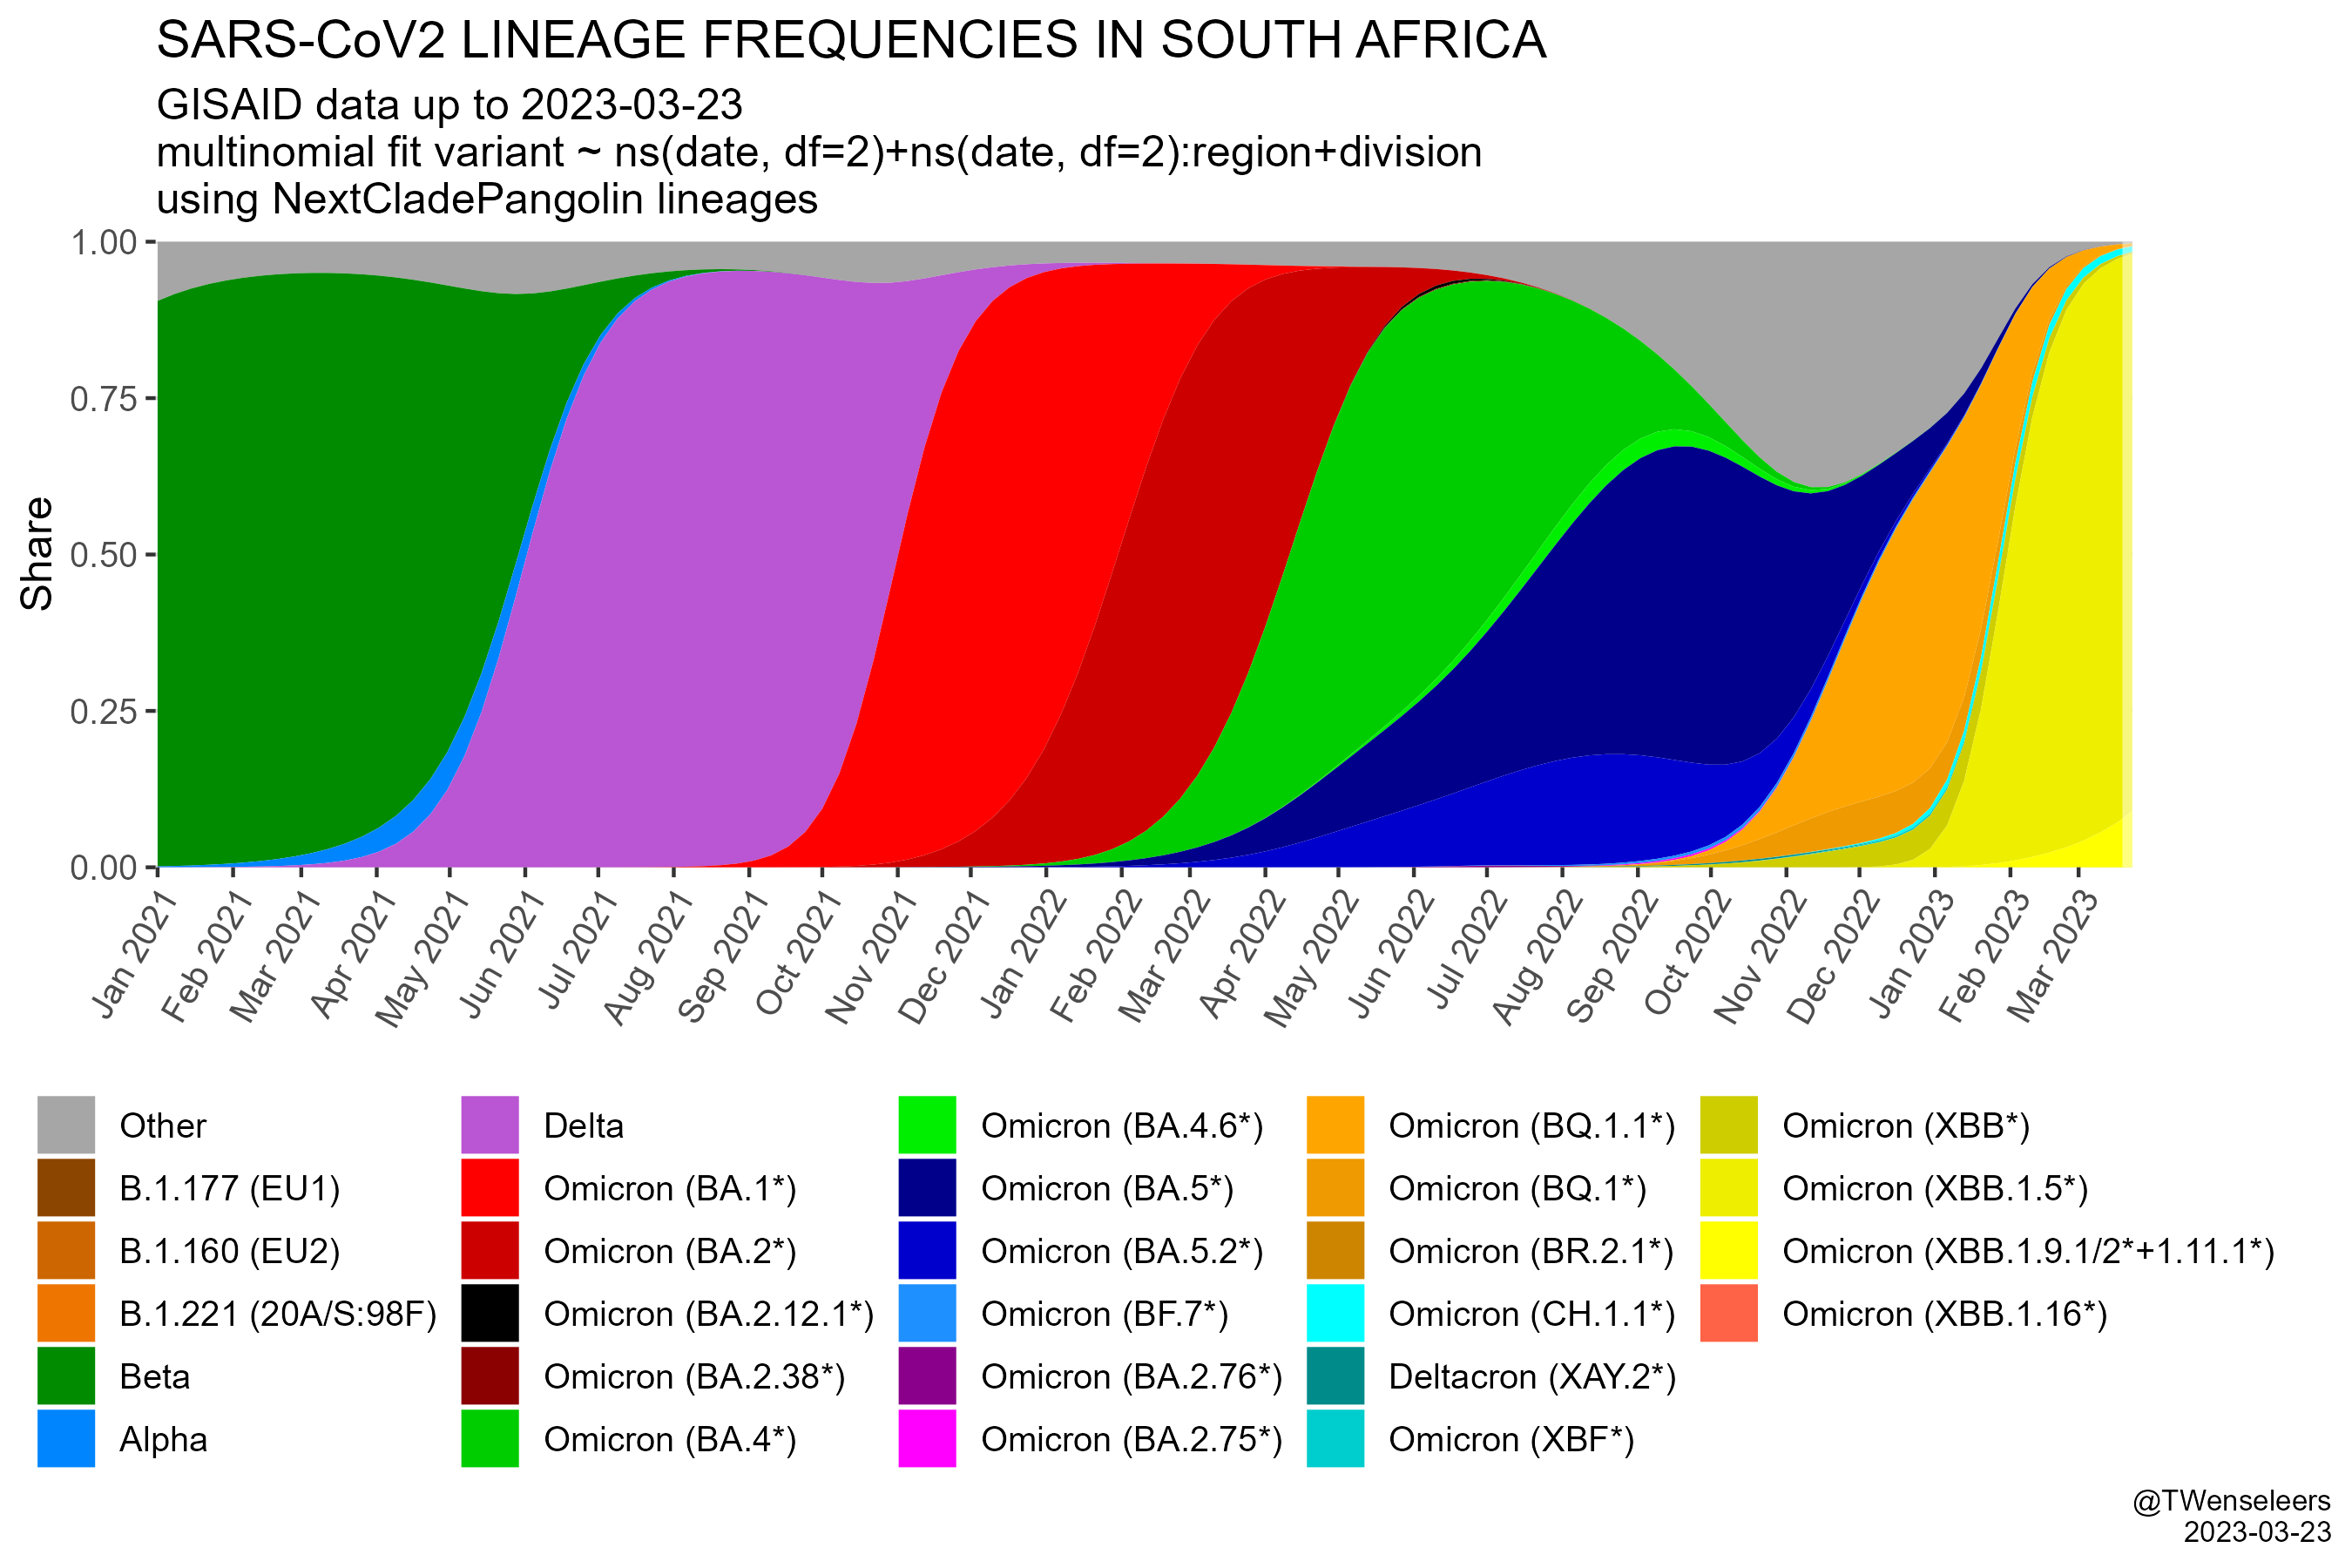 SARS-CoV2 LINEAGE FREQUENCIES IN SOUTH AFRICA
GISAID data up to 2023-03-23
multinomial fit variant ~ ns(date, df=2)+ns(date, df=2):region+division
using NextCladePangolin lineages
Share
1.00
0.75
0.50
0.25
0.00
Jan 2021
Feb 2021
Mar 2021
Apr 2021
May 2021
Jun 2021
Jul 2021
Aug 2021
Sep 2021
Oct 2021
Nov 2021
Dec 2021
Jan 2022
Feb 2022
Mar 2022
Apr 2022
May 2022
Jun 2022
Jul 2022
Aug 2022
Sep 2022
Oct 2022
Nov 2022
Dec 2022
Jan 2023
Feb 2023
Mar 2023
Other
B.1.177 (EU1)
B.1.160 (EU2)
B.1.221 (20A/S:98F)
Beta
Alpha
Delta
Omicron (BA.1*)
Omicron (BA.2*)
Omicron (BA.2.12.1*)
Omicron (BA.2.38*)
Omicron (BA.4*)
Omicron (BA.4.6*)
Omicron (BA.5*)
Omicron (BA.5.2*)
Omicron (BF.7*)
Omicron (BA.2.76*)
Omicron (BA.2.75*)
Omicron (BQ.1.1*)
Omicron (BQ.1*)
Omicron (BR.2.1*)
Omicron (CH.1.1*)
Deltacron (XAY.2*)
Omicron (XBF*)
Omicron (XBB*)
Omicron (XBB.1.5*)
Omicron (XBB.1.9.1/2*+1.11.1*)
Omicron (XBB.1.16*)
@TWenseleers
2023-03-23